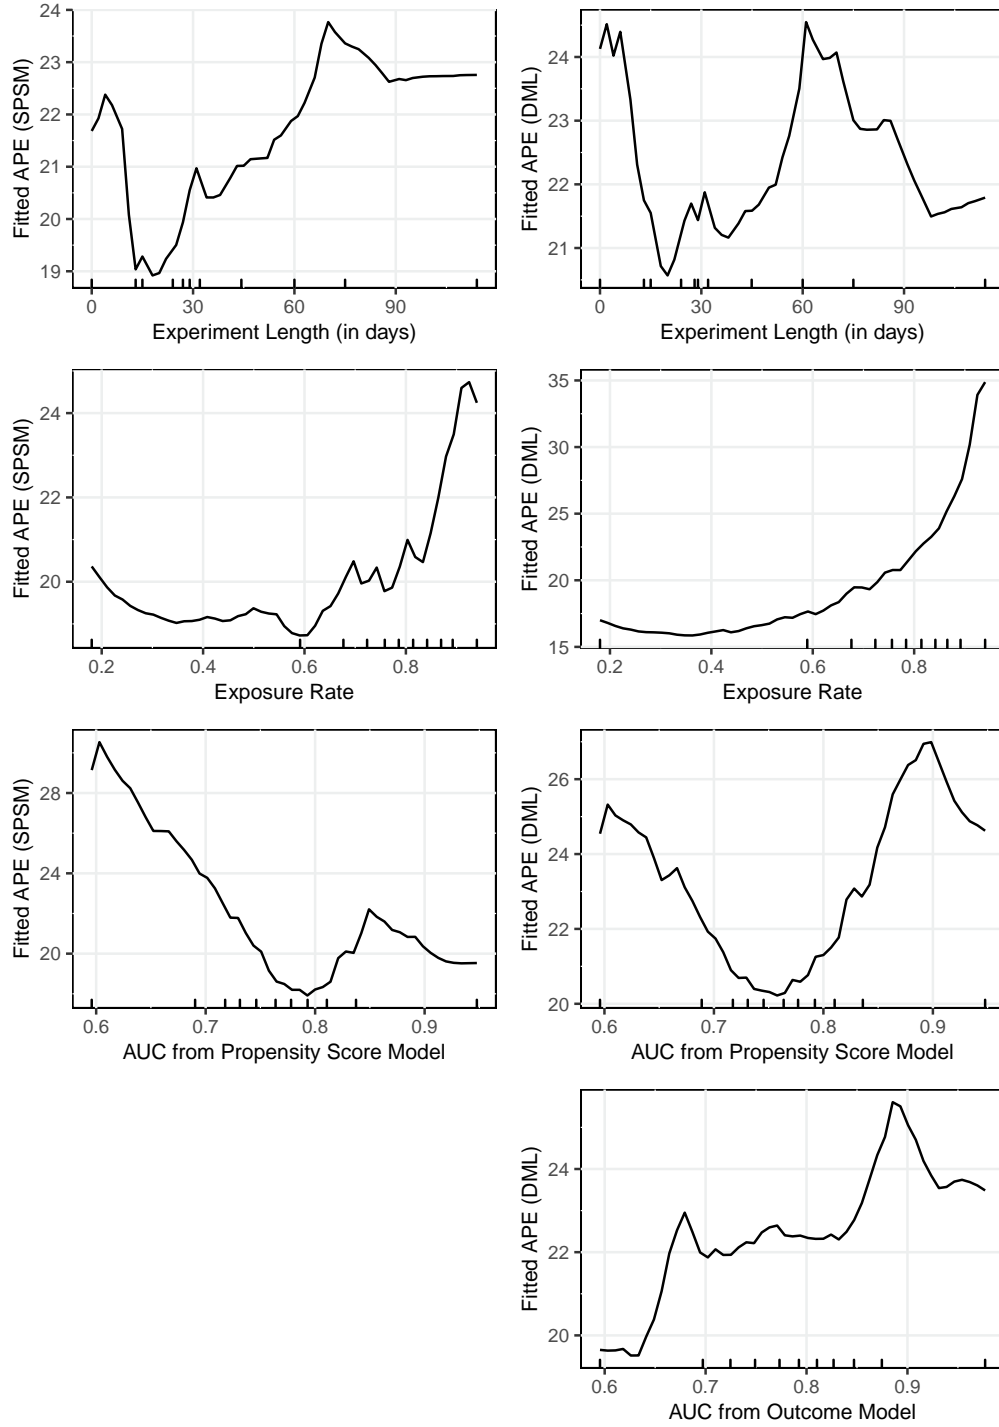 24
23
22
21
20
19
Fitted APE (SPSM)
0 30 60 90
Experiment Length (in days)
24
23
22
21
Fitted APE (DML)
0 30 60 90
Experiment Length (in days)
24
22
20
Fitted APE (SPSM)
0.2 0.4 0.6 0.8
Exposure Rate
35
30
25
20
15
Fitted APE (DML)
0.2 0.4 0.6 0.8
Exposure Rate
28
24
20
Fitted APE (SPSM)
0.6 0.7 0.8 0.9
AUC from Propensity Score Model
26
24
22
20
Fitted APE (DML)
0.6 0.7 0.8 0.9
AUC from Propensity Score Model
24
22
20
Fitted APE (DML)
0.6 0.7 0.8 0.9
AUC from Outcome Model